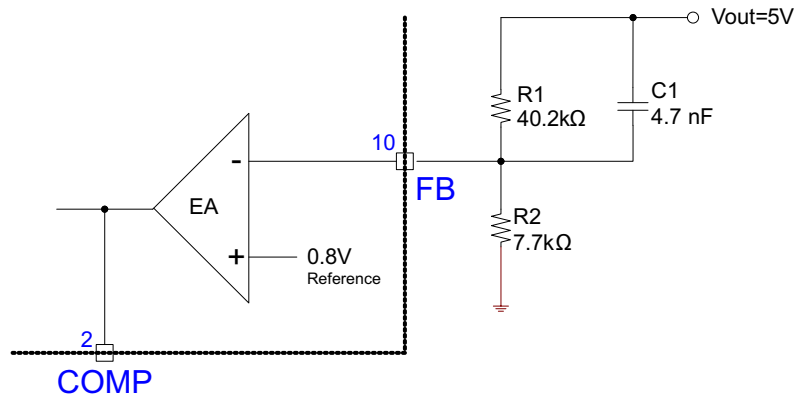 Vout=5V
R1
40.2kΩ
C1
4.7 nF
10
-
FB
EA
R2
7.7kΩ
+
0.8V
Reference
2
COMP